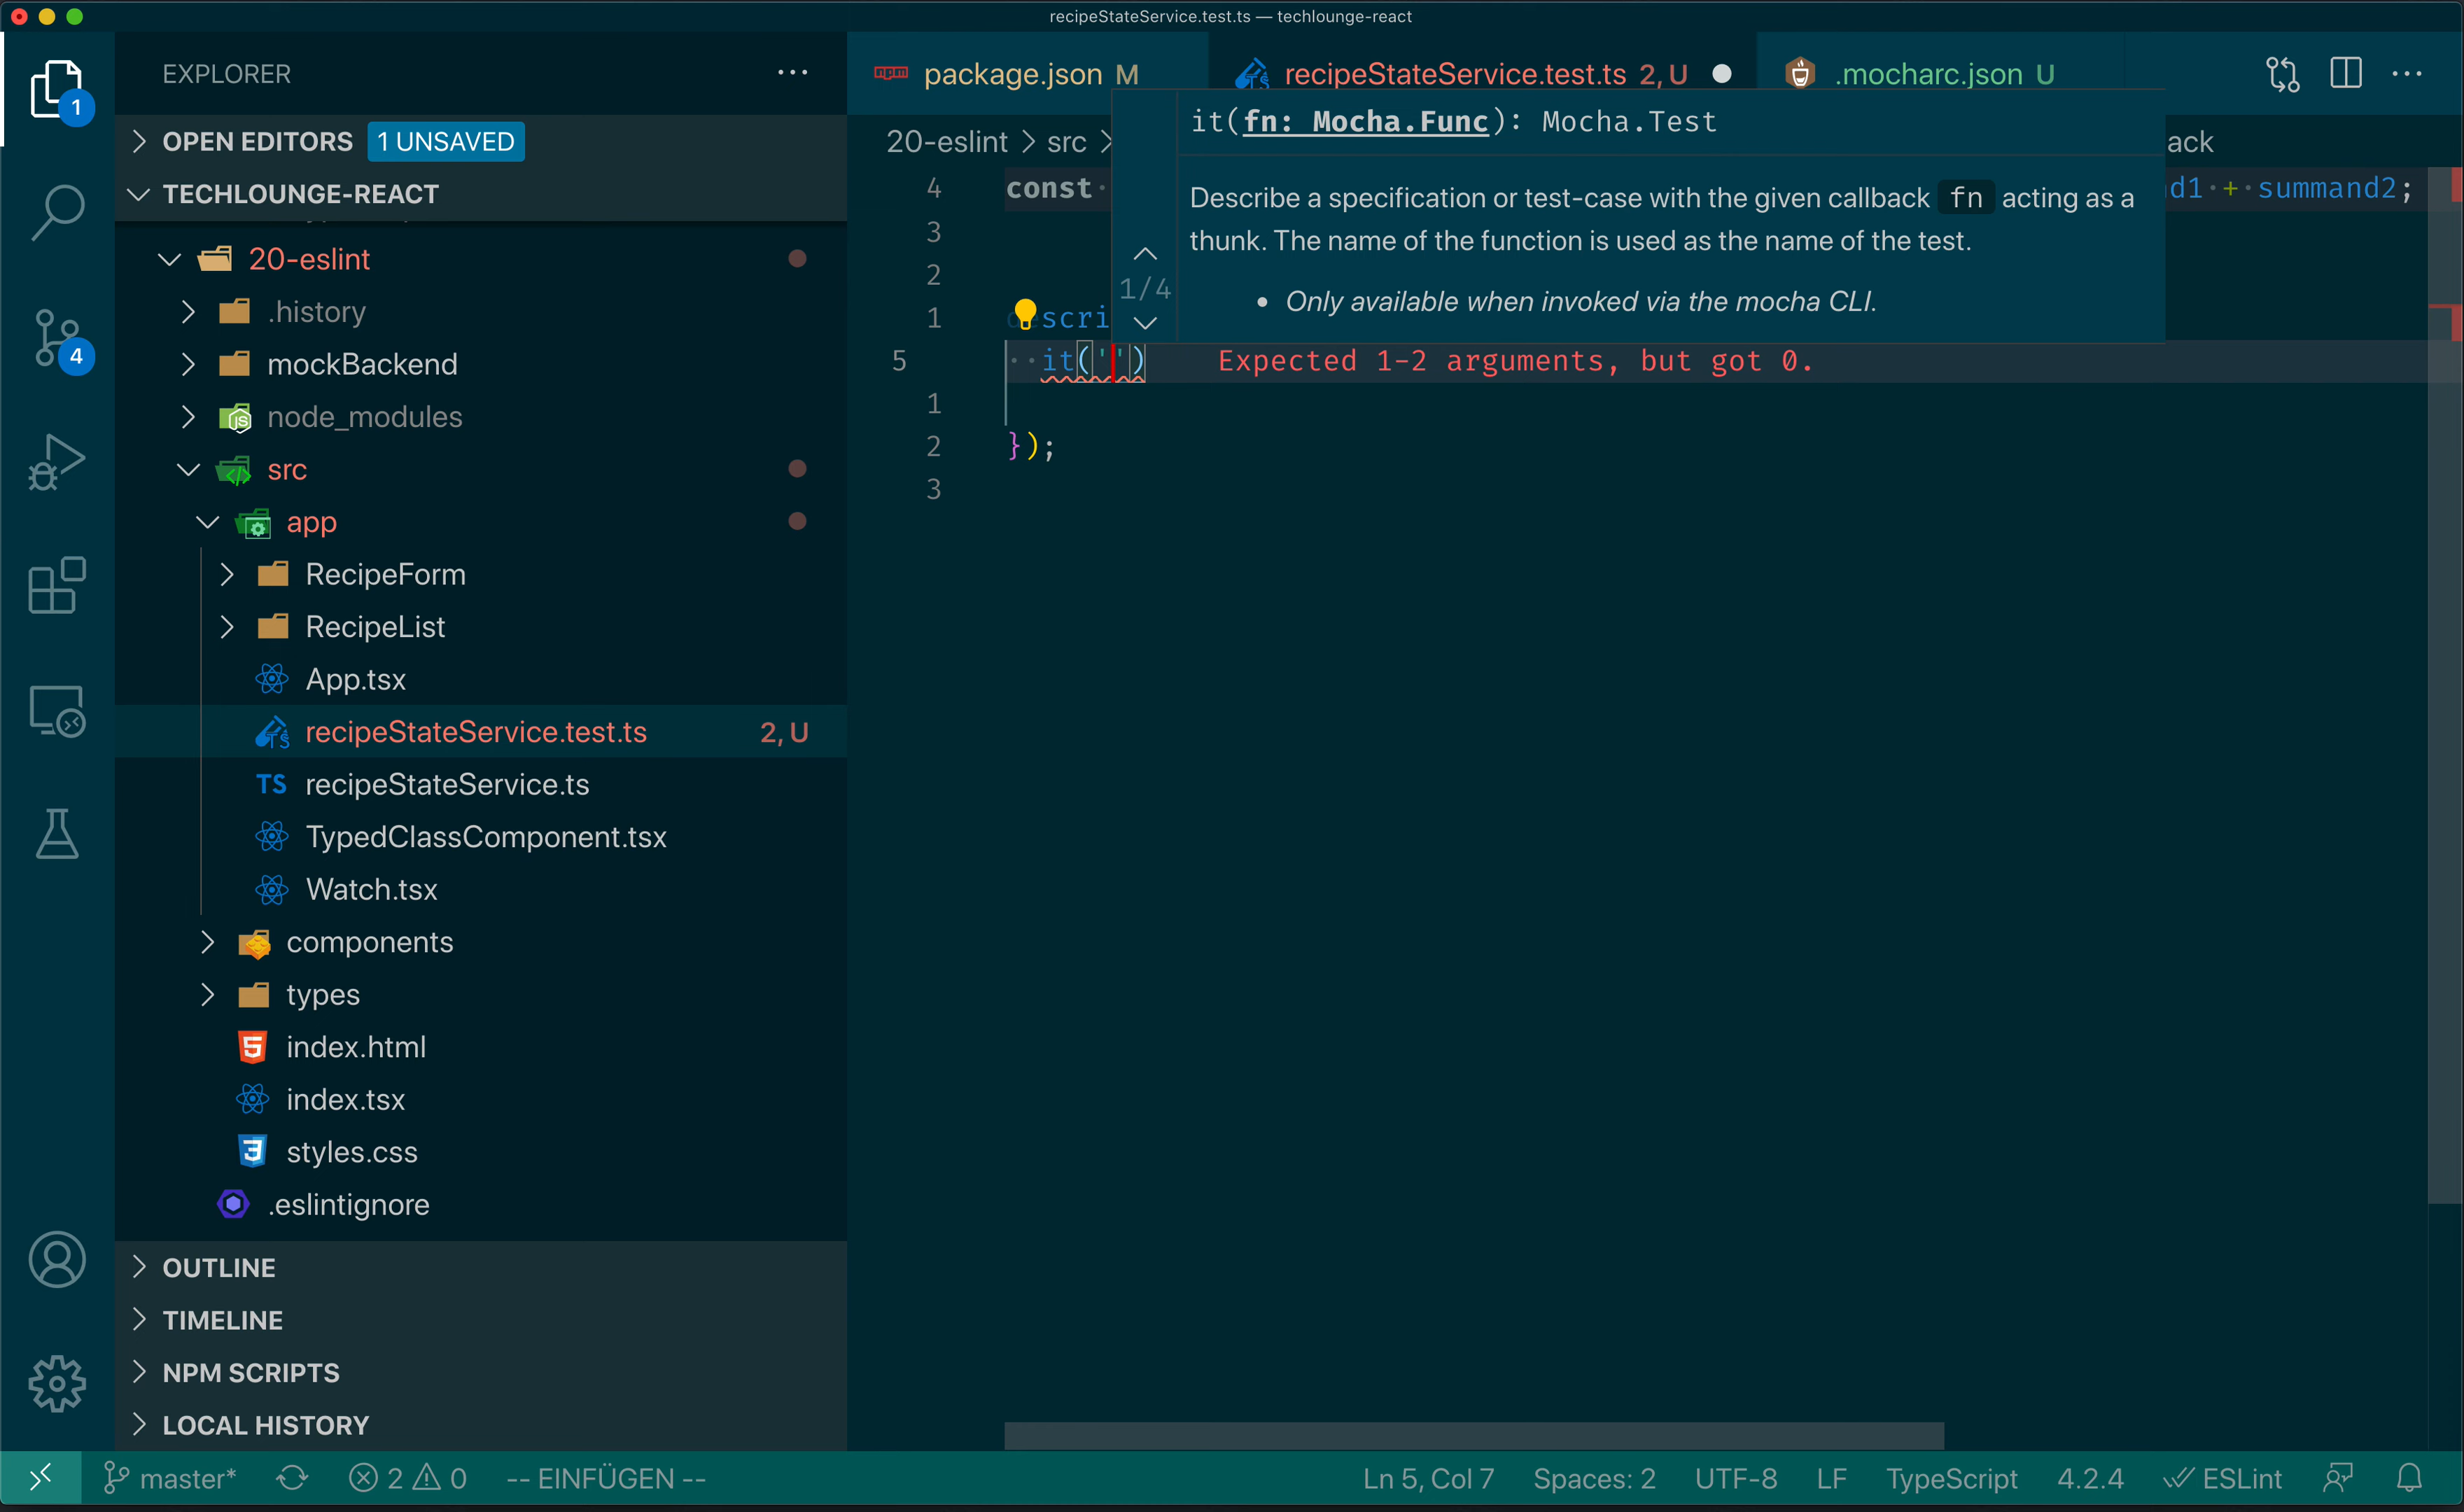 recipeStateService.test.ts — techlounge-react
EXPLORER
1
OPEN EDITORS 1 UNSAVED
TECHLOUNGE-REACT
20-eslint
.history
mockBackend
4
node_modules
src
app
RecipeForm
RecipeList
App.tsx
recipeStateService.test.ts 2, U
TS recipeStateService.ts
TypedClassComponent.tsx
Watch.tsx
components
types
index.html
index.tsx
styles.css
.eslintignore
OUTLINE
TIMELINE
NPM SCRIPTS
LOCAL HISTORY
npm package.json M
TS recipeStateService.test.ts 2, U
.mocharc.json U
20-eslint > src >
ack
it(fn: Mocha.Func): Mocha.Test
Describe a specification or test-case with the given callback fn acting as a
thunk. The name of the function is used as the name of the test.
• Only available when invoked via the mocha CLI.
1/4
4 const· d1·+·summand2;
3
2
1 scri
5 ··it('') Expected 1-2 arguments, but got 0.
1
2 });
3
master* 2 0 -- EINFÜGEN -- Ln 5, Col 7 Spaces: 2 UTF-8 LF TypeScript 4.2.4 ESLint